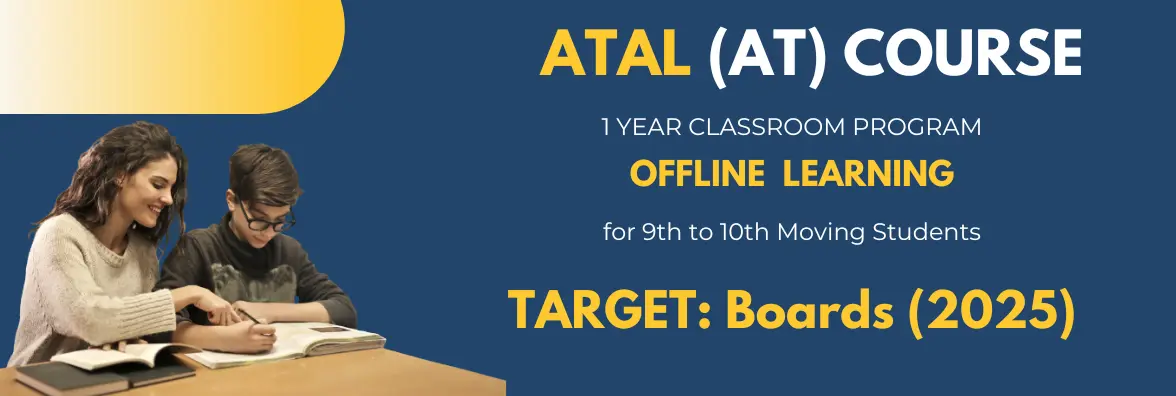 ATAL (AT) COURSE
1 YEAR CLASSROOM PROGRAM
OFFLINE LEARNING
for 9th to 10th Moving Students
TARGET: Boards (2025)